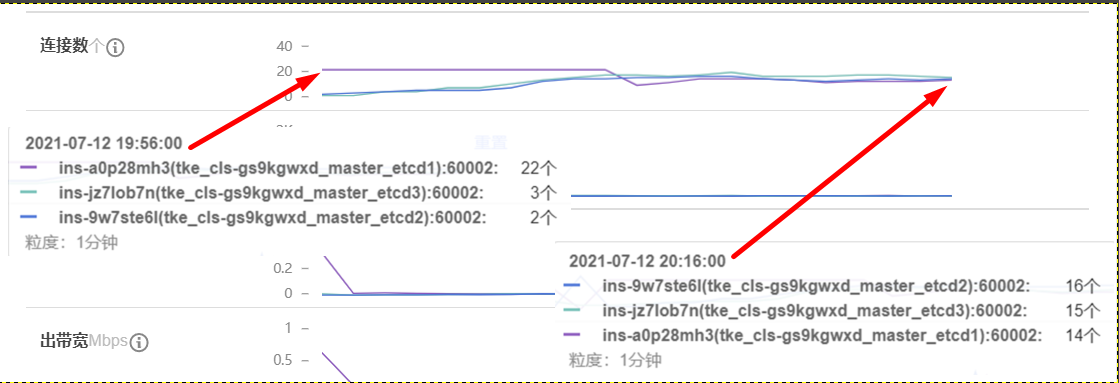 连接数个
40
20
0
2K
重置
2021-07-12 19:56:00
ins-a0p28mh3(tke_cls-gs9kgwxd_master_etcd1):60002: 22个
ins-jz7lob7n(tke_cls-gs9kgwxd_master_etcd3):60002: 3个
ins-9w7ste6l(tke_cls-gs9kgwxd_master_etcd2):60002: 2个
粒度：1分钟
2021-07-12 20:16:00
ins-9w7ste6l(tke_cls-gs9kgwxd_master_etcd2):60002: 16个
ins-jz7lob7n(tke_cls-gs9kgwxd_master_etcd3):60002: 15个
ins-a0p28mh3(tke_cls-gs9kgwxd_master_etcd1):60002: 14个
粒度：1分钟
0.2
0
出带宽Mbps
1
0.5